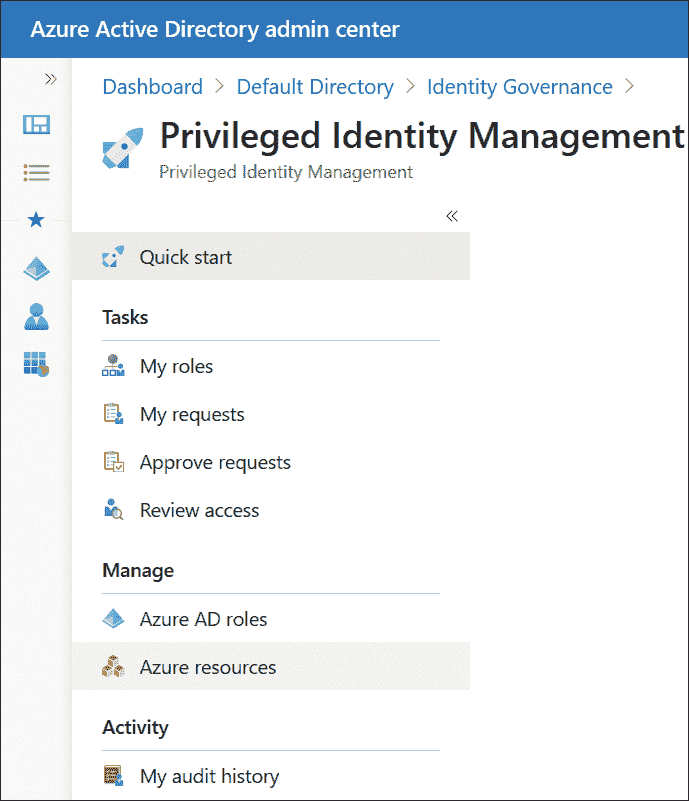 Azure Active Directory admin center
Dashboard > Default Directory > Identity Governance >
Privileged Identity Management
Privileged Identity Management
Quick start
Tasks
My roles
My requests
Approve requests
Review access
Manage
Azure AD roles
Azure resources
Activity
My audit history